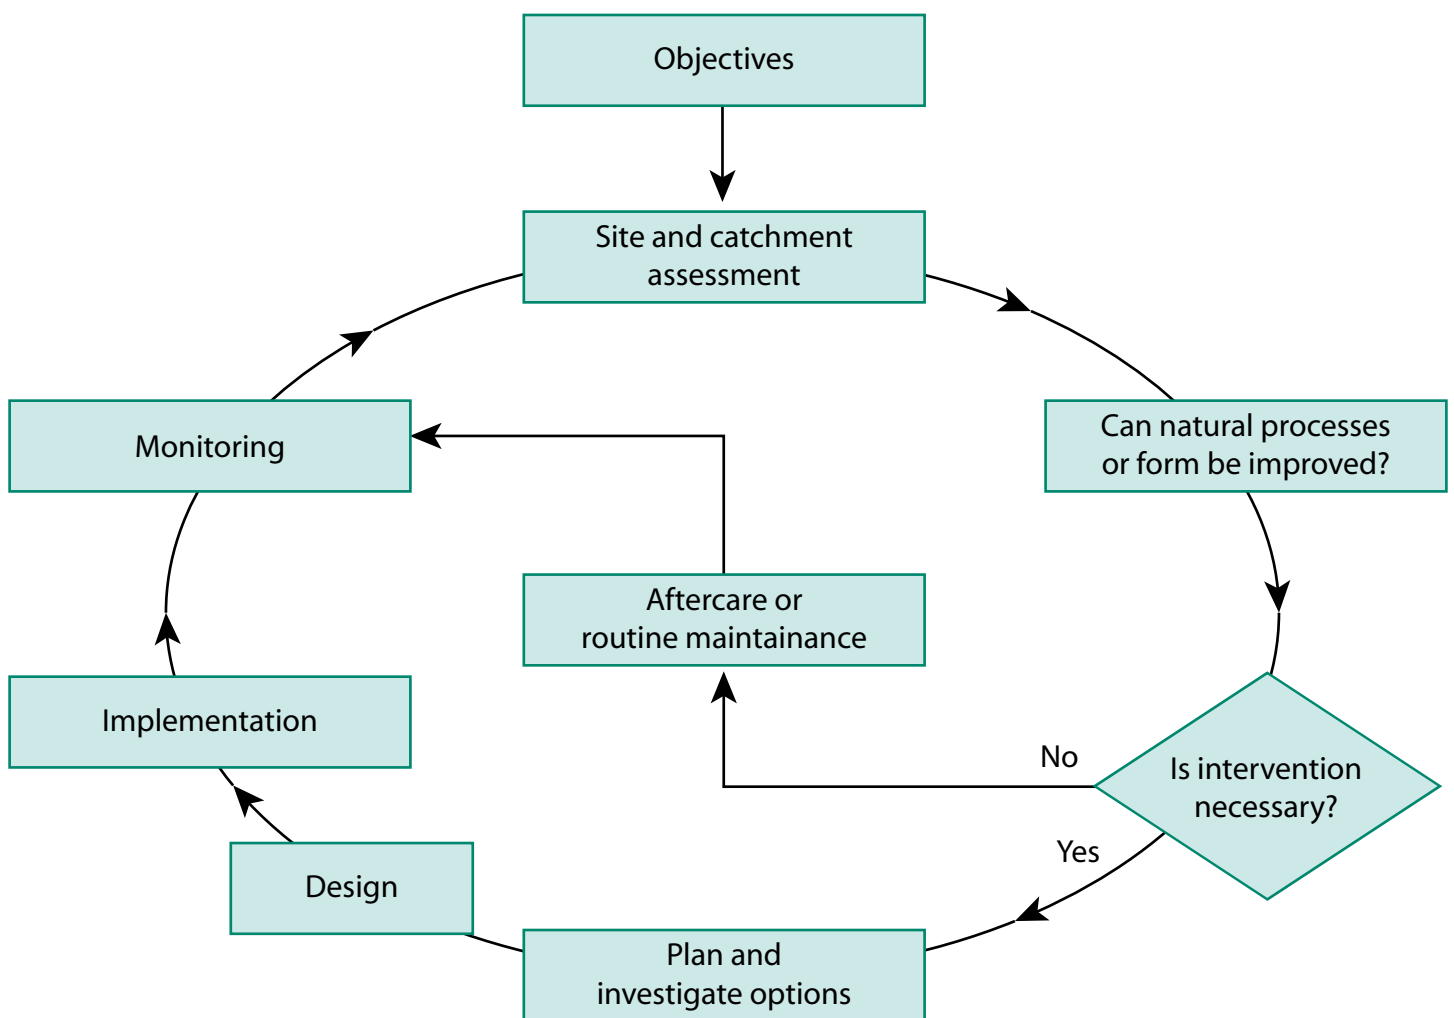 Objectives
Site and catchment
assessment
Can natural processes
or form be improved?
Monitoring
Aftercare or
routine maintainance
Implementation
No
Is intervention
necessary?
Yes
Design
Plan and
investigate options